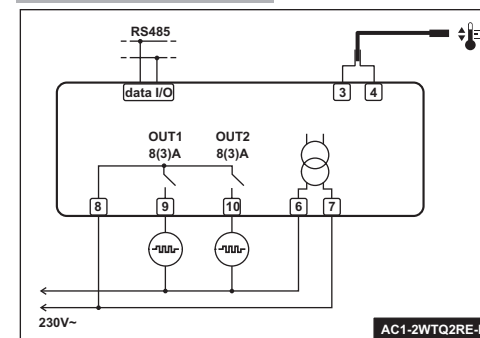 RS485
data I/O
3 4
OUT1 OUT2
8(3)A 8(3)A
8 9 10 6 7
230V~